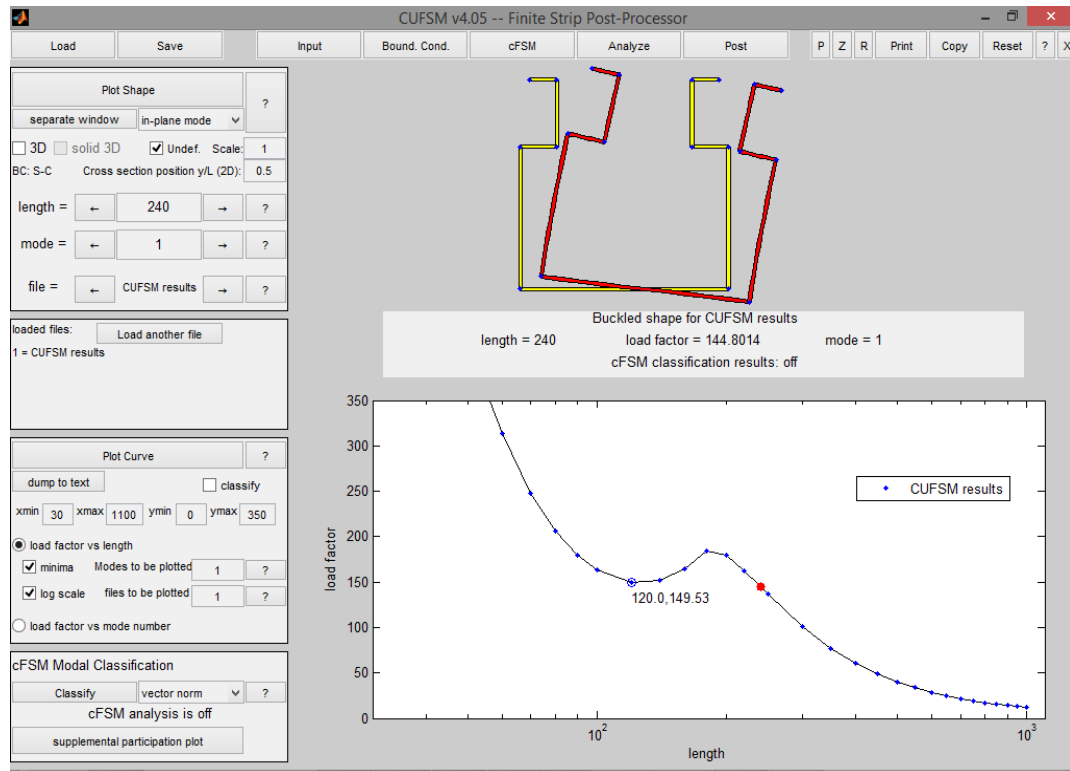 CUFSM v4.05 -- Finite Strip Post-Processor
Load Save Input Bound. Cond. cFSM Analyze Post P Z R Print Copy Reset ? X
Plot Shape ?
separate window in-plane mode
3D solid 3D Undef. Scale: 1
BC: S-C Cross section position y/L (2D): 0.5
length = ← 240 → ?
mode = ← 1 → ?
file = ← CUFSM results → ?
loaded files: Load another file
1 = CUFSM results
Plot Curve ?
dump to text classify
xmin 30 xmax 1100 ymin 0 ymax 350
load factor vs length
minima Modes to be plotted 1 ?
log scale files to be plotted 1 ?
load factor vs mode number
cFSM Modal Classification
Classify vector norm ?
cFSM analysis is off
supplemental participation plot
Buckled shape for CUFSM results
length = 240 load factor = 144.8014 mode = 1
cFSM classification results: off
350
300
250
200
150
100
50
0
load factor
CUFSM results
120.0,149.53
10² 10³
length